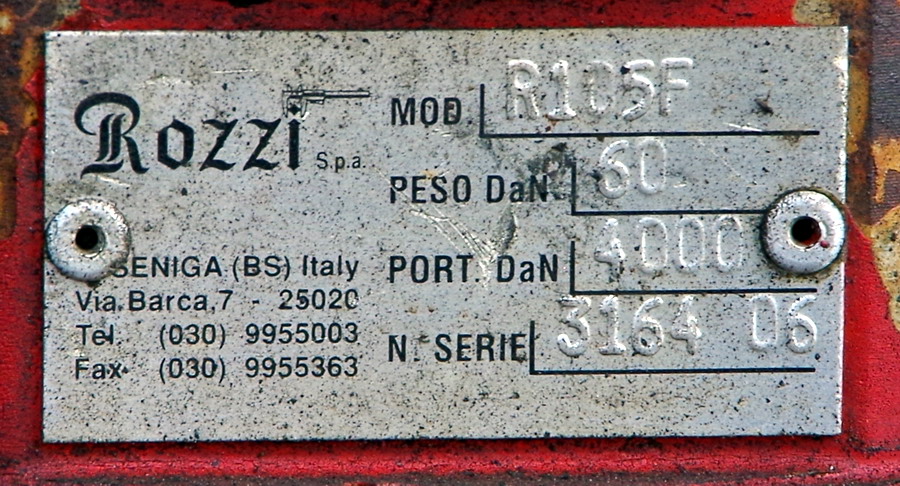 Rozzi S.p.a.
SENIGA (BS) Italy
Via Barca,7 - 25020
Tel. (030) 9955003
Fax. (030) 9955363
MOD. R105F
PESO DaN 60
PORT. DaN 4000
N. SERIE 3164 06